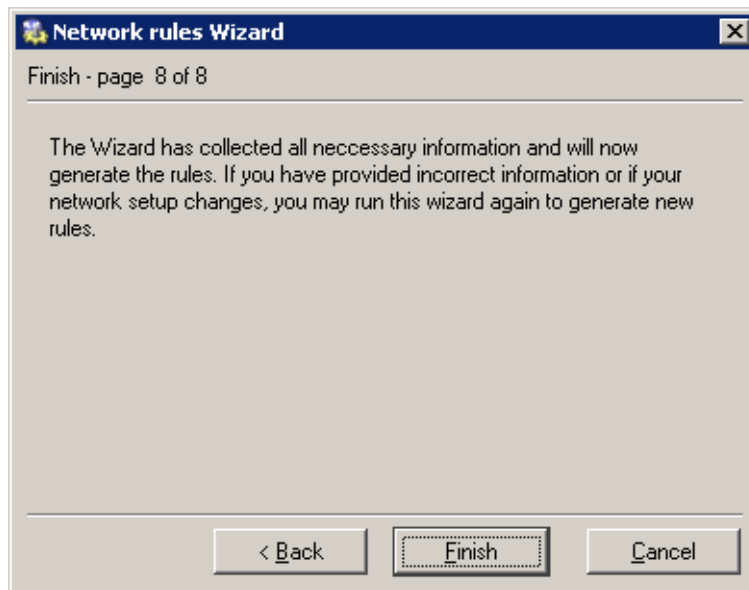 Network rules Wizard
Finish - page 8 of 8
The Wizard has collected all neccessary information and will now
generate the rules. If you have provided incorrect information or if your
network setup changes, you may run this wizard again to generate new
rules.
< Back
Finish
Cancel